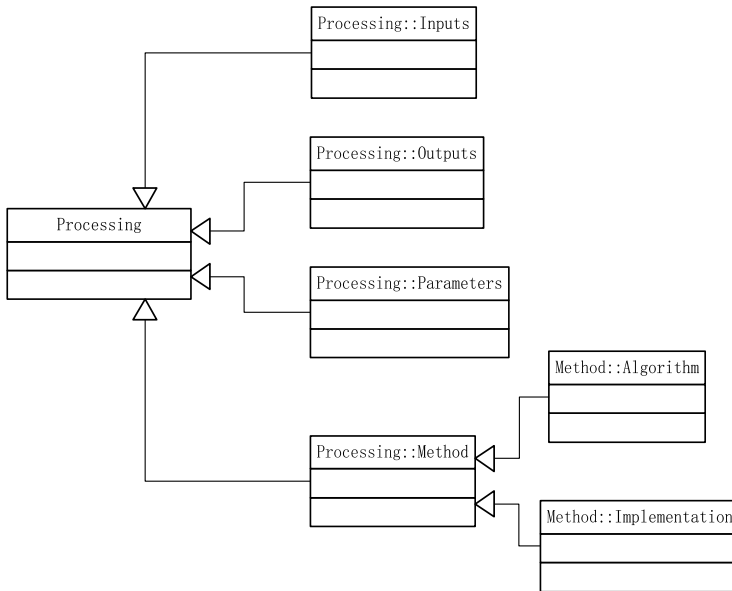 Processing::Inputs
Processing::Outputs
Processing
Processing::Parameters
Method::Algorithm
Processing::Method
Method::Implementation